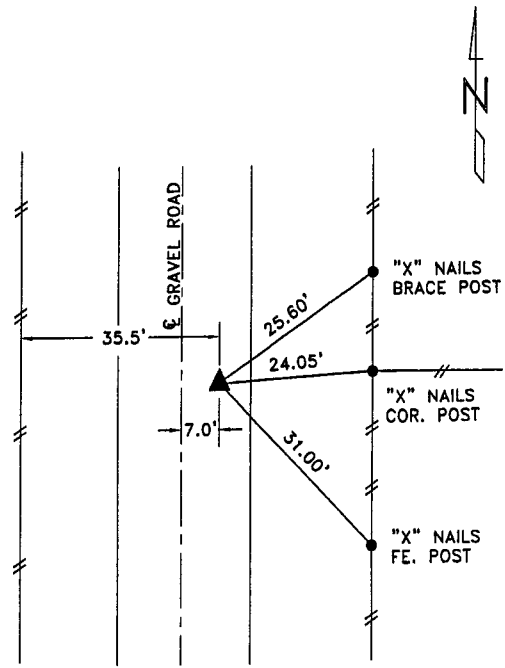 N
℄ GRAVEL ROAD
"X" NAILS
BRACE POST
25.60'
35.5'
24.05'
"X" NAILS
COR. POST
7.0'
31.00'
"X" NAILS
FE. POST